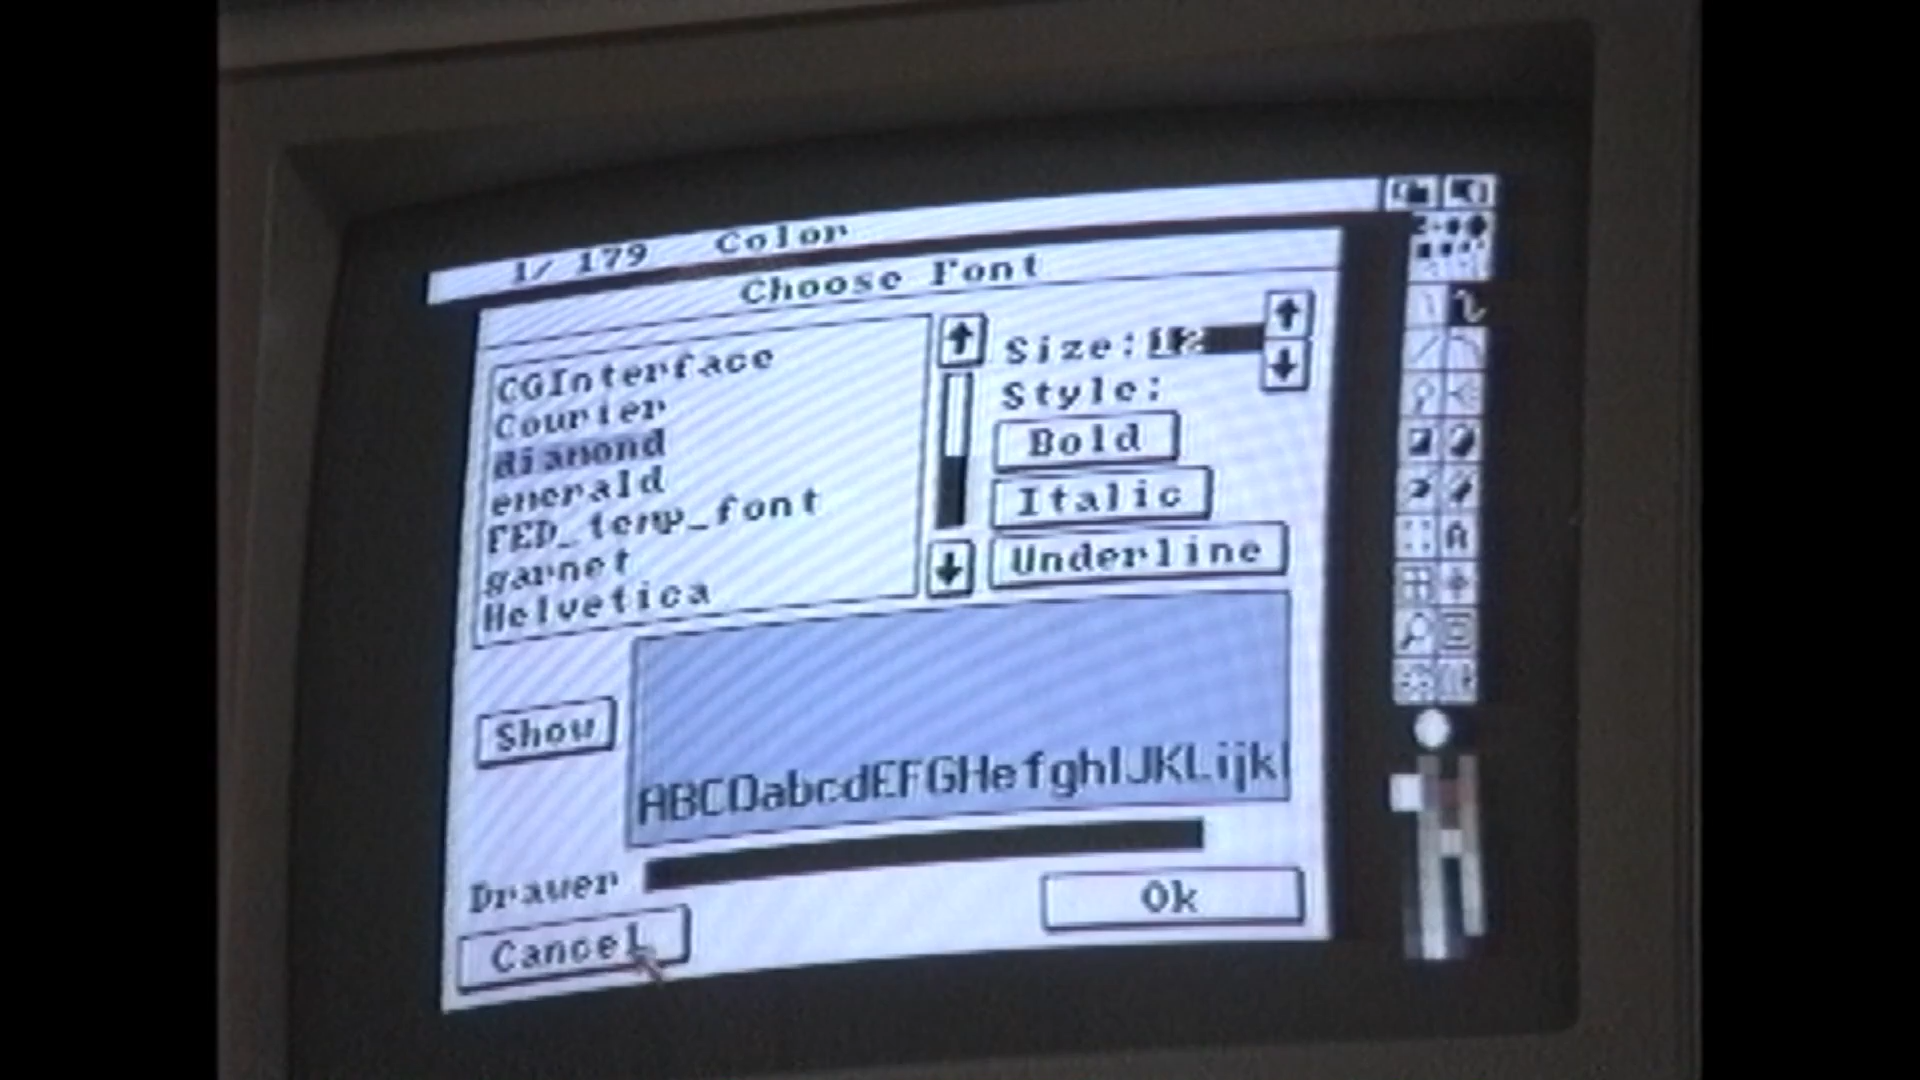 1/ 179 Color
Choose Font
CGInterface
Courier
diamond
emerald
FED_temp_font
garnet
Helvetica
Size:12
Style:
Bold
Italic
Underline
Show
ABCDabcdEFGHefghIJKLijkl
Drawer
Cancel
Ok
A